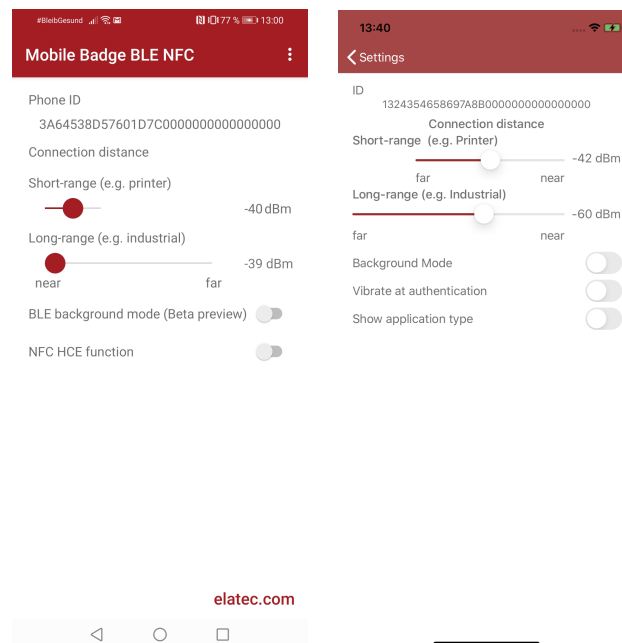 #BleibGesund 77 % 13:00
Mobile Badge BLE NFC
Phone ID
3A64538D57601D7C0000000000000000
Connection distance
Short-range (e.g. printer)
-40 dBm
Long-range (e.g. industrial)
-39 dBm
near far
BLE background mode (Beta preview)
NFC HCE function
elatec.com
13:40
Settings
ID
1324354658697A8B0000000000000000
Connection distance
Short-range (e.g. Printer)
-42 dBm
far near
Long-range (e.g. Industrial)
-60 dBm
far near
Background Mode
Vibrate at authentication
Show application type